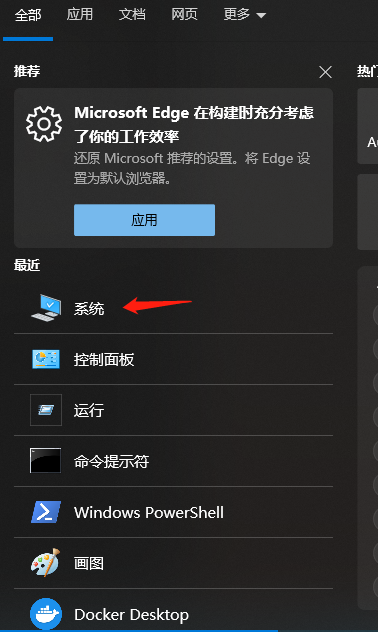 全部 应用 文档 网页 更多
推荐 热门
Microsoft Edge 在构建时充分考虑
了你的工作效率
还原 Microsoft 推荐的设置。将 Edge 设
置为默认浏览器。
应用
最近
系统
控制面板
运行
命令提示符
Windows PowerShell
画图
Docker Desktop